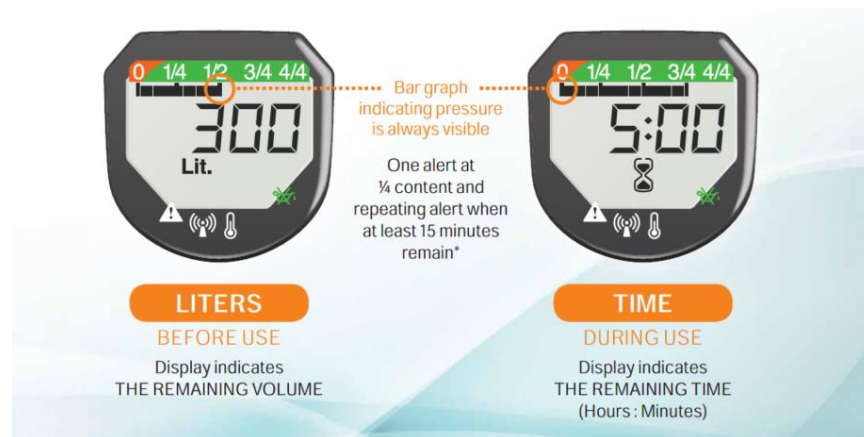 0 1/4 1/2 3/4 4/4
300
Lit.
Bar graph
indicating pressure
is always visible
One alert at
¼ content and
repeating alert when
at least 15 minutes
remain*
0 1/4 1/2 3/4 4/4
5:00
LITERS
BEFORE USE
Display indicates
THE REMAINING VOLUME
TIME
DURING USE
Display indicates
THE REMAINING TIME
(Hours : Minutes)